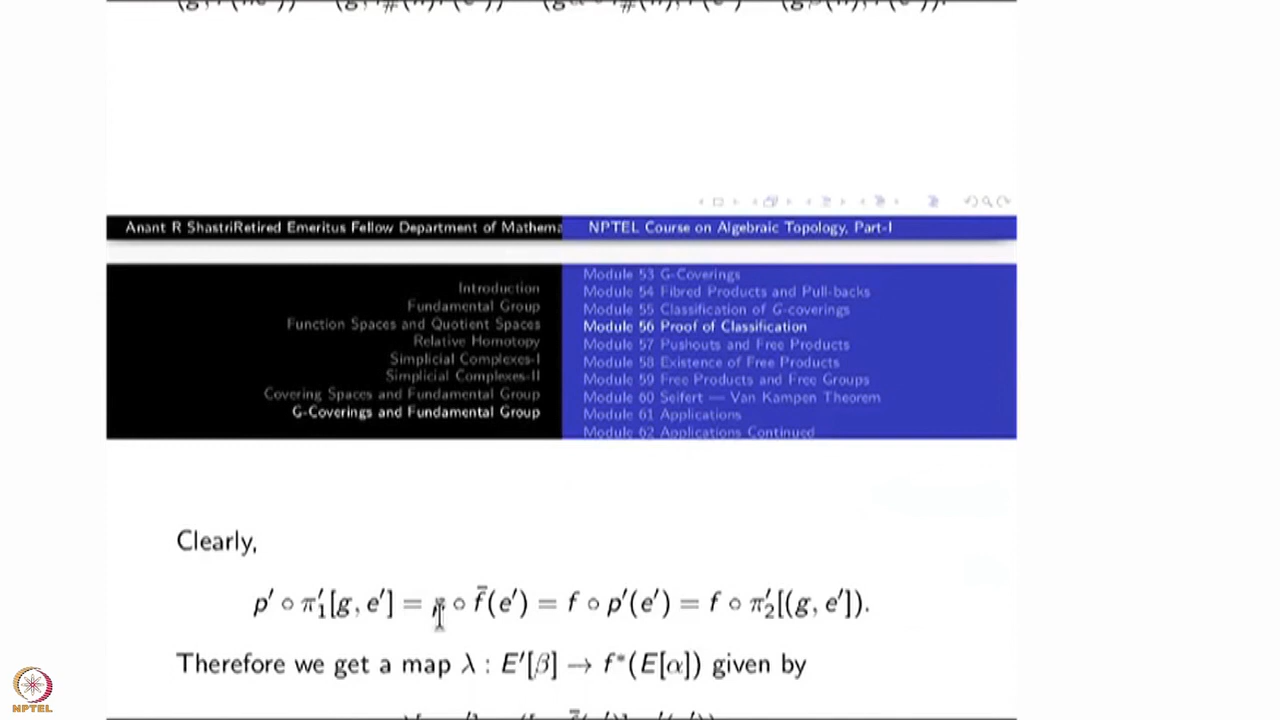 Anant R ShastriRetired Emeritus Fellow Department of Mathema
NPTEL Course on Algebraic Topology, Part-I
Introduction
Fundamental Group
Function Spaces and Quotient Spaces
Relative Homotopy
Simplicial Complexes-I
Simplicial Complexes-II
Covering Spaces and Fundamental Group
G-Coverings and Fundamental Group
Module 53 G-Coverings
Module 54 Fibred Products and Pull-backs
Module 55 Classification of G-coverings
Module 56 Proof of Classification
Module 57 Pushouts and Free Products
Module 58 Existence of Free Products
Module 59 Free Products and Free Groups
Module 60 Seifert — Van Kampen Theorem
Module 61 Applications
Module 62 Applications Continued
Clearly,
p′ ∘ π′₁[g, e′] = p ∘ f̄(e′) = f ∘ p′(e′) = f ∘ π′₂[(g, e′]).
Therefore we get a map λ : E′[β] → f*(E[α]) given by
NPTEL